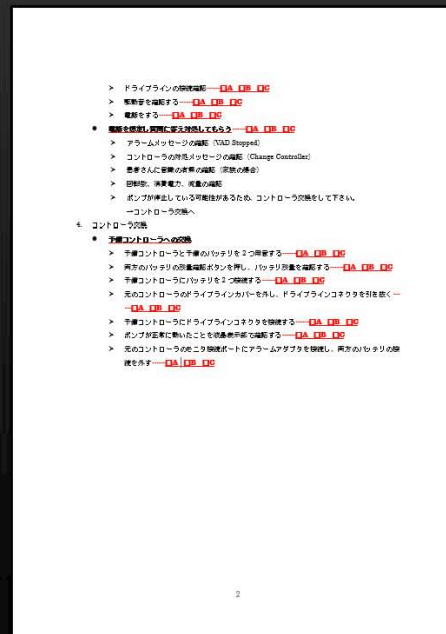 ➢ ドライブラインの接続確認……□A □B □C
➢ 駆動音を確認する……□A □B □C
➢ 電話をする……□A □B □C
● 電話を想定し質問に答え対処してもらう……□A □B □C
➢ アラームメッセージの確認（VAD Stopped）
➢ コントローラの対処メッセージの確認（Change Controller）
➢ 患者さんに意識の有無の確認（家族の場合）
➢ 回転数、消費電力、流量の確認
➢ ポンプが停止している可能性があるため、コントローラ交換をして下さい。
→コントローラ交換へ
4. コントローラ交換
● 予備コントローラへの交換
➢ 予備コントローラと予備のバッテリを2つ用意する……□A □B □C
➢ 両方のバッテリの残量確認ボタンを押し、バッテリ残量を確認する……□A □B □C
➢ 予備コントローラにバッテリを2つ接続する……□A □B □C
➢ 元のコントローラのドライブラインカバーを外し、ドライブラインコネクタを引き抜く…
…□A □B □C
➢ 予備コントローラにドライブラインコネクタを接続する……□A □B □C
➢ ポンプが正常に動いたことを液晶表示部で確認する……□A □B □C
➢ 元のコントローラのモニタ接続ポートにアラームアダプタを接続し、両方のバッテリの接
続を外す……□A □B □C
2